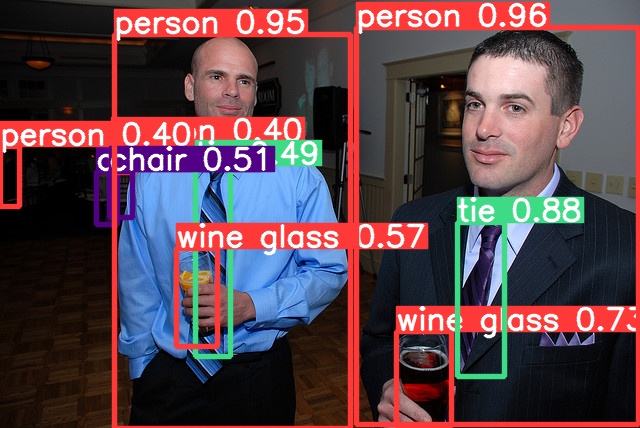 person 0.95
person 0.96
person 0.40
n 0.40
chair 0.51
.49
tie 0.88
wine glass 0.57
wine glass 0.73